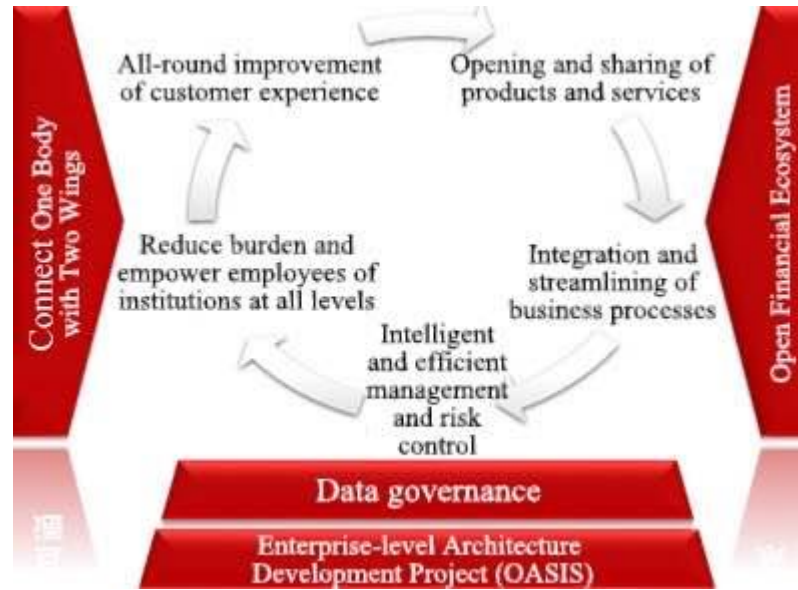 All-round improvement
of customer experience
Opening and sharing of
products and services
Connect One Body
with Two Wings
Open Financial Ecosystem
Reduce burden and
empower employees of
institutions at all levels
Integration and
streamlining of
business processes
Intelligent
and efficient
management
and risk
control
Data governance
Enterprise-level Architecture
Development Project (OASIS)